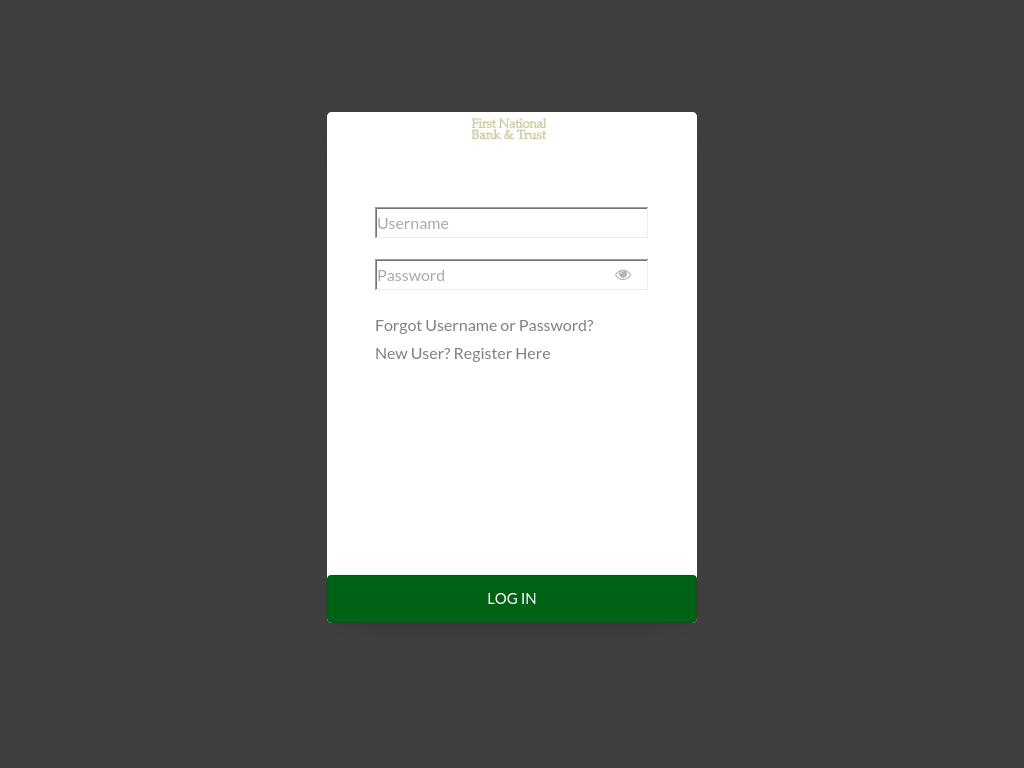 First National
Bank & Trust
Username
Password
Forgot Username or Password?
New User? Register Here
LOG IN